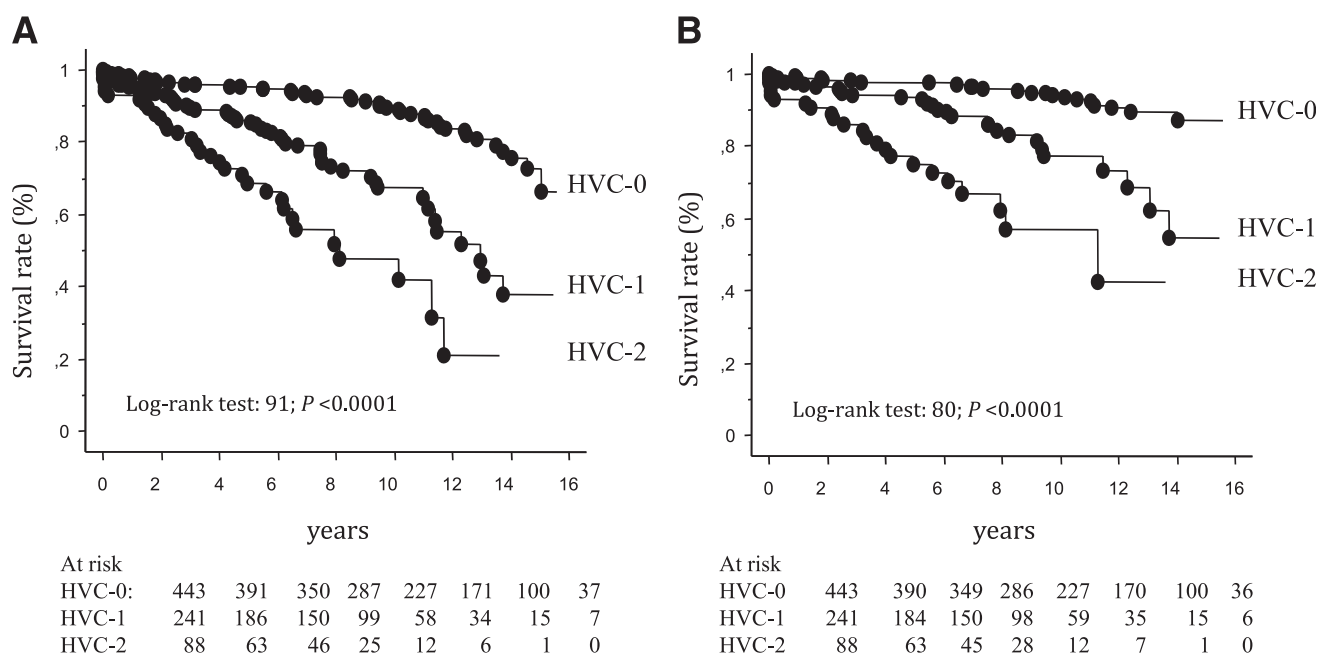 A
Survival rate (%)
1
,8
,6
,4
,2
0
HVC-0
HVC-1
HVC-2
Log-rank test: 91; P <0.0001
0 2 4 6 8 10 12 14 16
years
At risk
HVC-0: 443 391 350 287 227 171 100 37
HVC-1 241 186 150 99 58 34 15 7
HVC-2 88 63 46 25 12 6 1 0
B
Survival rate (%)
1
,8
,6
,4
,2
0
HVC-0
HVC-1
HVC-2
Log-rank test: 80; P <0.0001
0 2 4 6 8 10 12 14 16
years
At risk
HVC-0 443 390 349 286 227 170 100 36
HVC-1 241 184 150 98 59 35 15 6
HVC-2 88 63 45 28 12 7 1 0